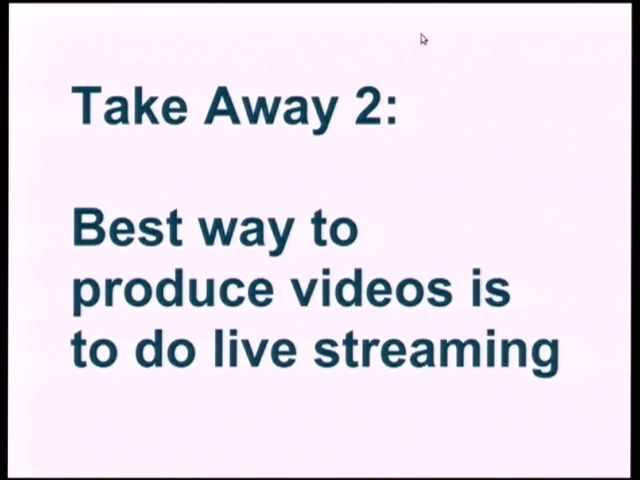 Take Away 2:
Best way to
produce videos is
to do live streaming